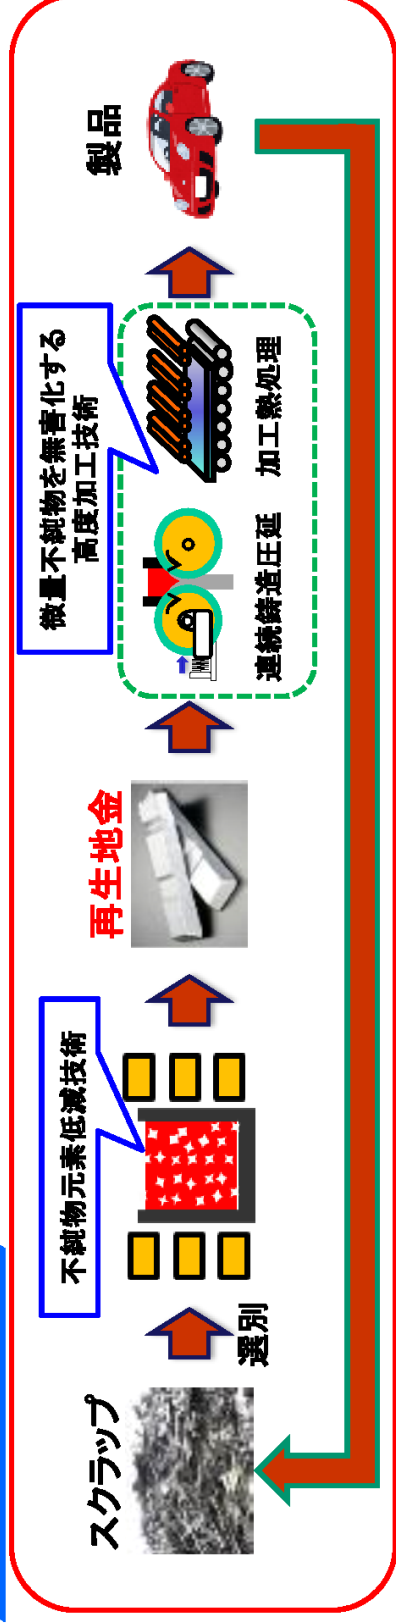 スクラップ
選別
不純物元素低減技術
再生地金
微量不純物を無害化する
高度加工技術
連続鋳造圧延
加工熱処理
製品